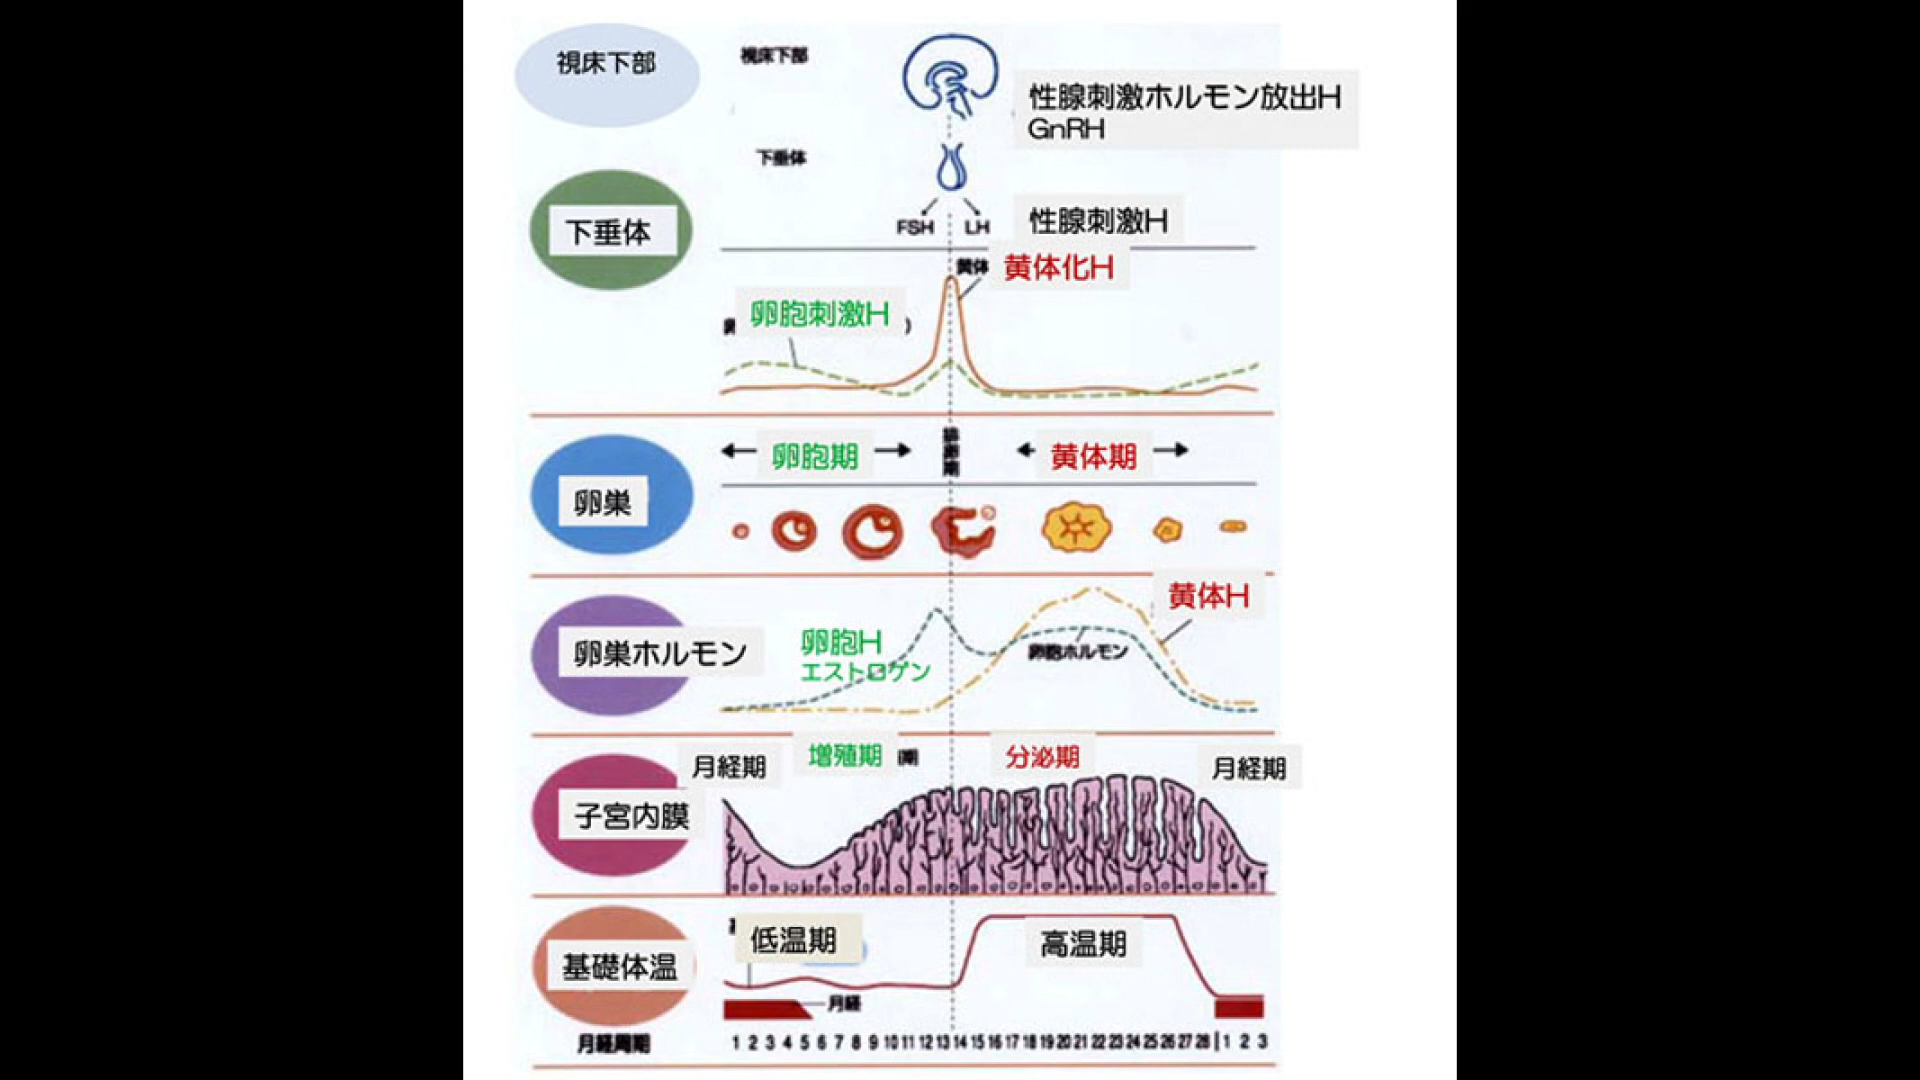 視床下部
視床下部
性腺刺激ホルモン放出H
GnRH
下垂体
下垂体
FSH
LH
性腺刺激H
黄体
黄体化H
卵胞刺激H
)
卵胞期
排卵期
黄体期
卵巣
黄体H
卵巣ホルモン
卵胞H
エストロゲン
卵胞ホルモン
月経期
増殖期
期
分泌期
月経期
子宮内膜
低温期
高温期
基礎体温
月経
月経周期
1 2 3 4 5 6 7 8 9 10 11 12 13 14 15 16 17 18 19 20 21 22 23 24 25 26 27 28 1 2 3